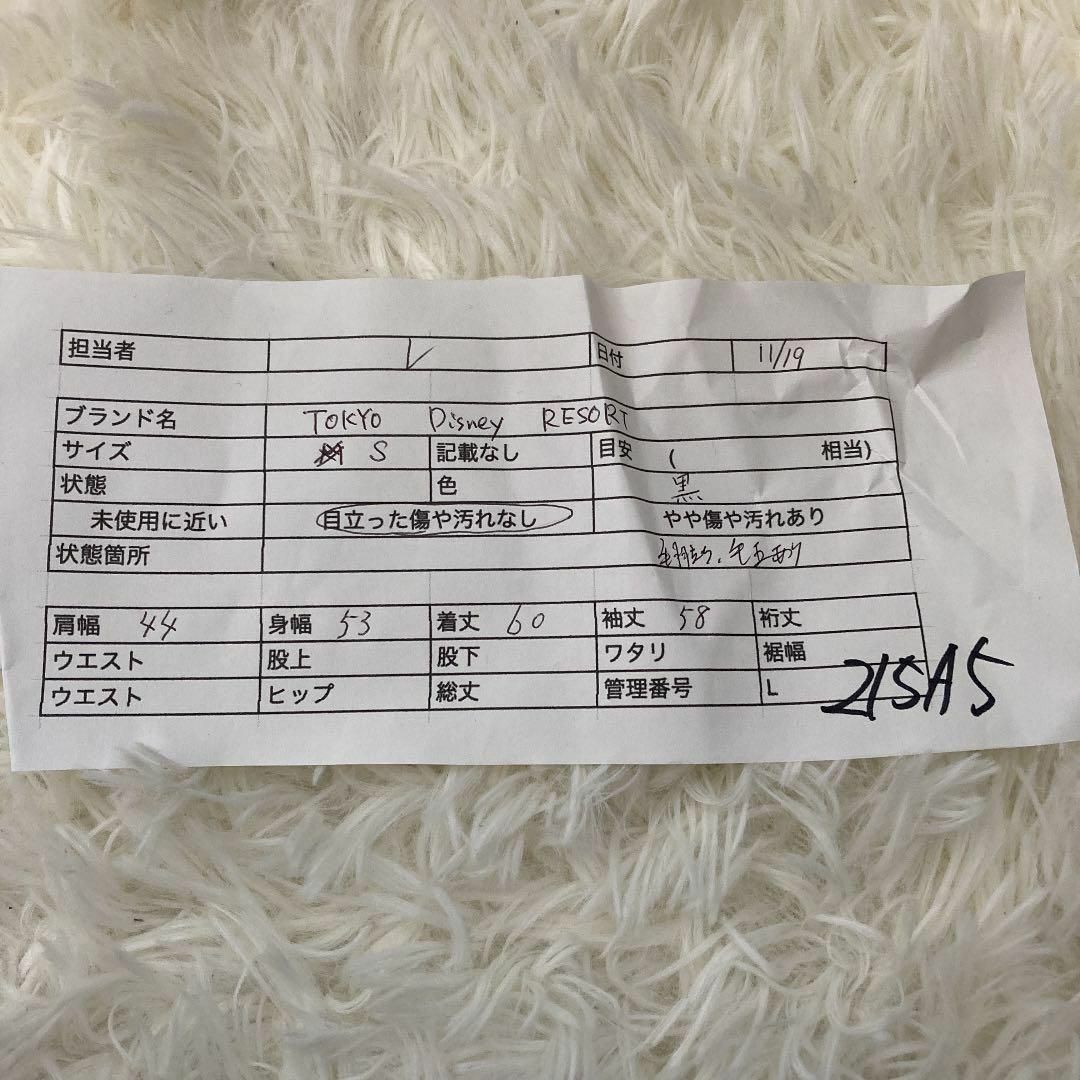 担当者 V 日付 11/19
ブランド名 TOKYO Disney RESORT
サイズ S 記載なし 目安 ( 相当)
状態 色 黒
未使用に近い 目立った傷や汚れなし やや傷や汚れあり
状態箇所 毛玉あり
肩幅 44 身幅 53 着丈 60 袖丈 58 裄丈
ウエスト 股上 股下 ワタリ 裾幅
ウエスト ヒップ 総丈 管理番号 L 215A5